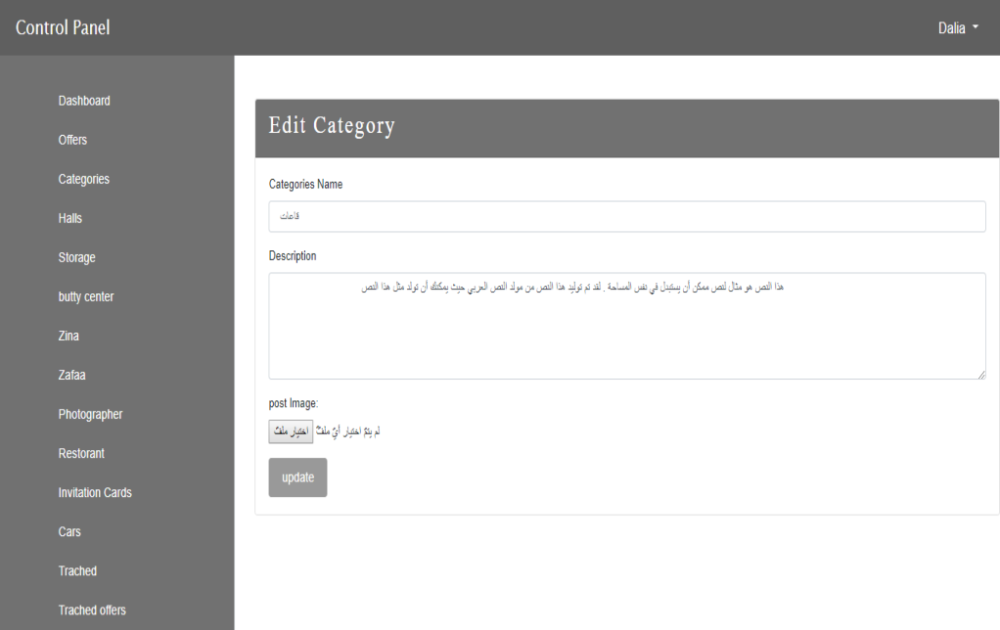 Control Panel
Dalia
Dashboard
Offers
Categories
Halls
Storage
butty center
Zina
Zafaa
Photographer
Restorant
Invitation Cards
Cars
Trached
Trached offers
Edit Category
Categories Name
قاعات
Description
هذا النص هو مثال لنص ممكن أن يستبدل في نفس المساحة . لقد تم توليد هذا النص من مولد النص العربي حيث يمكنك أن تولد مثل هذا النص
post Image:
اختيار ملفّ لم يتمّ اختيار أيّ ملفّ
update